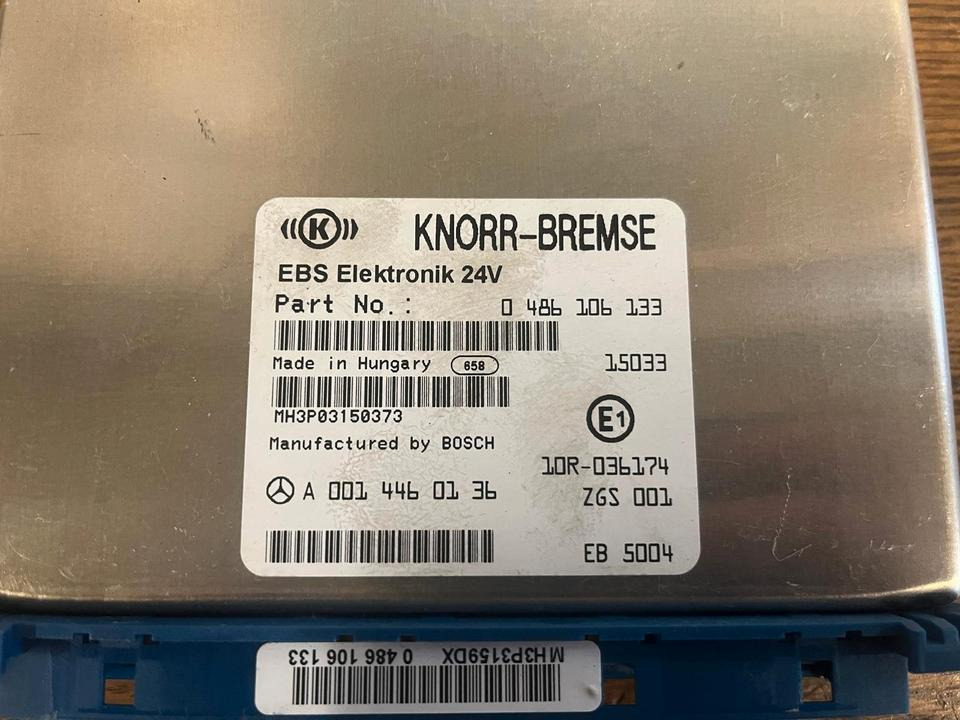 K KNORR-BREMSE
EBS Elektronik 24V
Part No.: 0 486 106 133
Made in Hungary 658 15033
MH3P03150373
E1
Manufactured by BOSCH
10R-036174
A 001 446 01 36 ZGS 001
EB 5004
MH3P3159DX 0 486 106 133